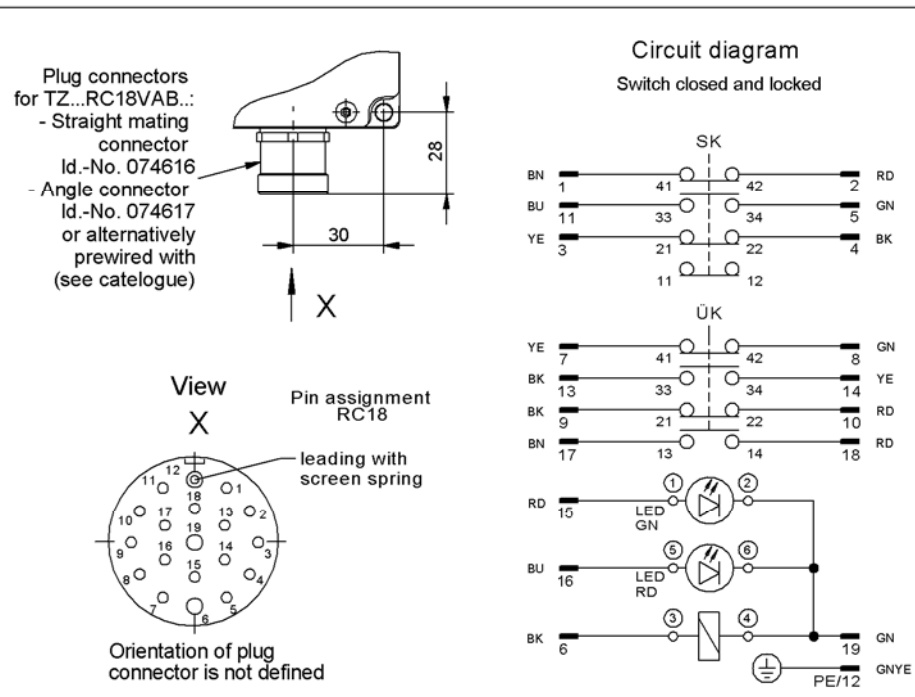 Plug connectors
for TZ...RC18VAB..:
- Straight mating
connector
Id.-No. 074616
- Angle connector
Id.-No. 074617
or alternatively
prewired with
(see catelogue)
28
30
X
View
X
Pin assignment
RC18
leading with
screen spring
12
11
1
18
10
17
13
2
9
19
3
16
14
8
15
4
7
5
6
Orientation of plug
connector is not defined
Circuit diagram
Switch closed and locked
SK
BN 1 41 42 2 RD
BU 11 33 34 5 GN
YE 3 21 22 4 BK
11 12
ÜK
YE 7 41 42 8 GN
BK 13 33 34 14 YE
BK 9 21 22 10 RD
BN 17 13 14 18 RD
RD 15 1 2
LED
GN
BU 16 5 6
LED
RD
BK 6 3 4 19 GN
PE/12 GNYE